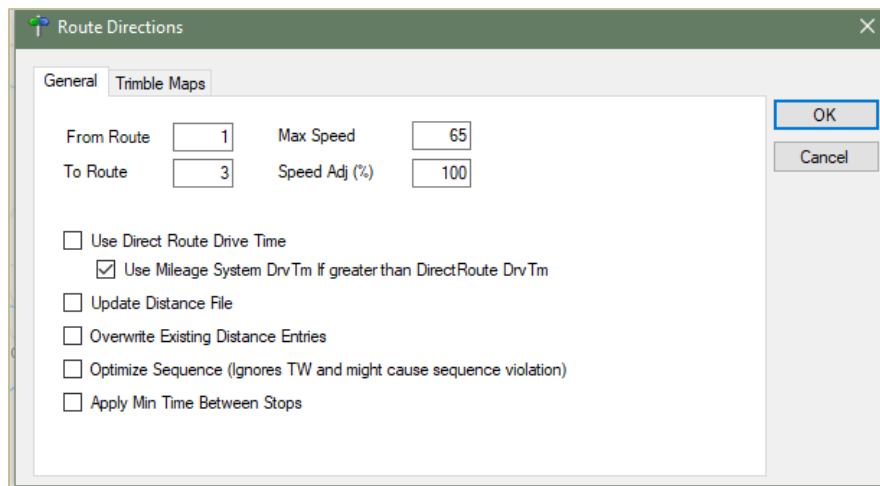 Route Directions
General Trimble Maps
From Route 1 Max Speed 65
To Route 3 Speed Adj (%) 100
OK
Cancel
Use Direct Route Drive Time
Use Mileage System DrvTm If greater than DirectRoute DrvTm
Update Distance File
Overwrite Existing Distance Entries
Optimize Sequence (Ignores TW and might cause sequence violation)
Apply Min Time Between Stops